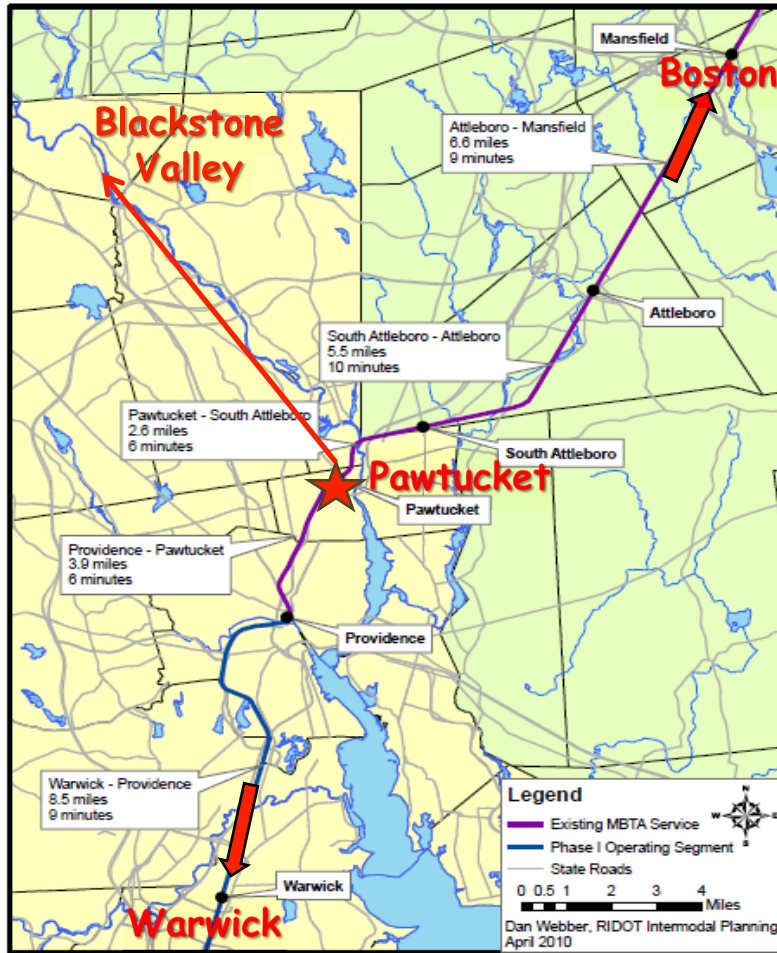 Mansfield
Boston
Blackstone
Valley
Attleboro - Mansfield
6.6 miles
9 minutes
Attleboro
South Attleboro - Attleboro
5.5 miles
10 minutes
Pawtucket - South Attleboro
2.6 miles
6 minutes
South Attleboro
Pawtucket
Pawtucket
Providence - Pawtucket
3.9 miles
6 minutes
Providence
Warwick - Providence
8.5 miles
9 minutes
Warwick
Warwick
Legend
N
W E
S
Existing MBTA Service
Phase I Operating Segment
State Roads
0 0.5 1 2 3 4
Miles
Dan Webber, RIDOT Intermodal Planning
April 2010